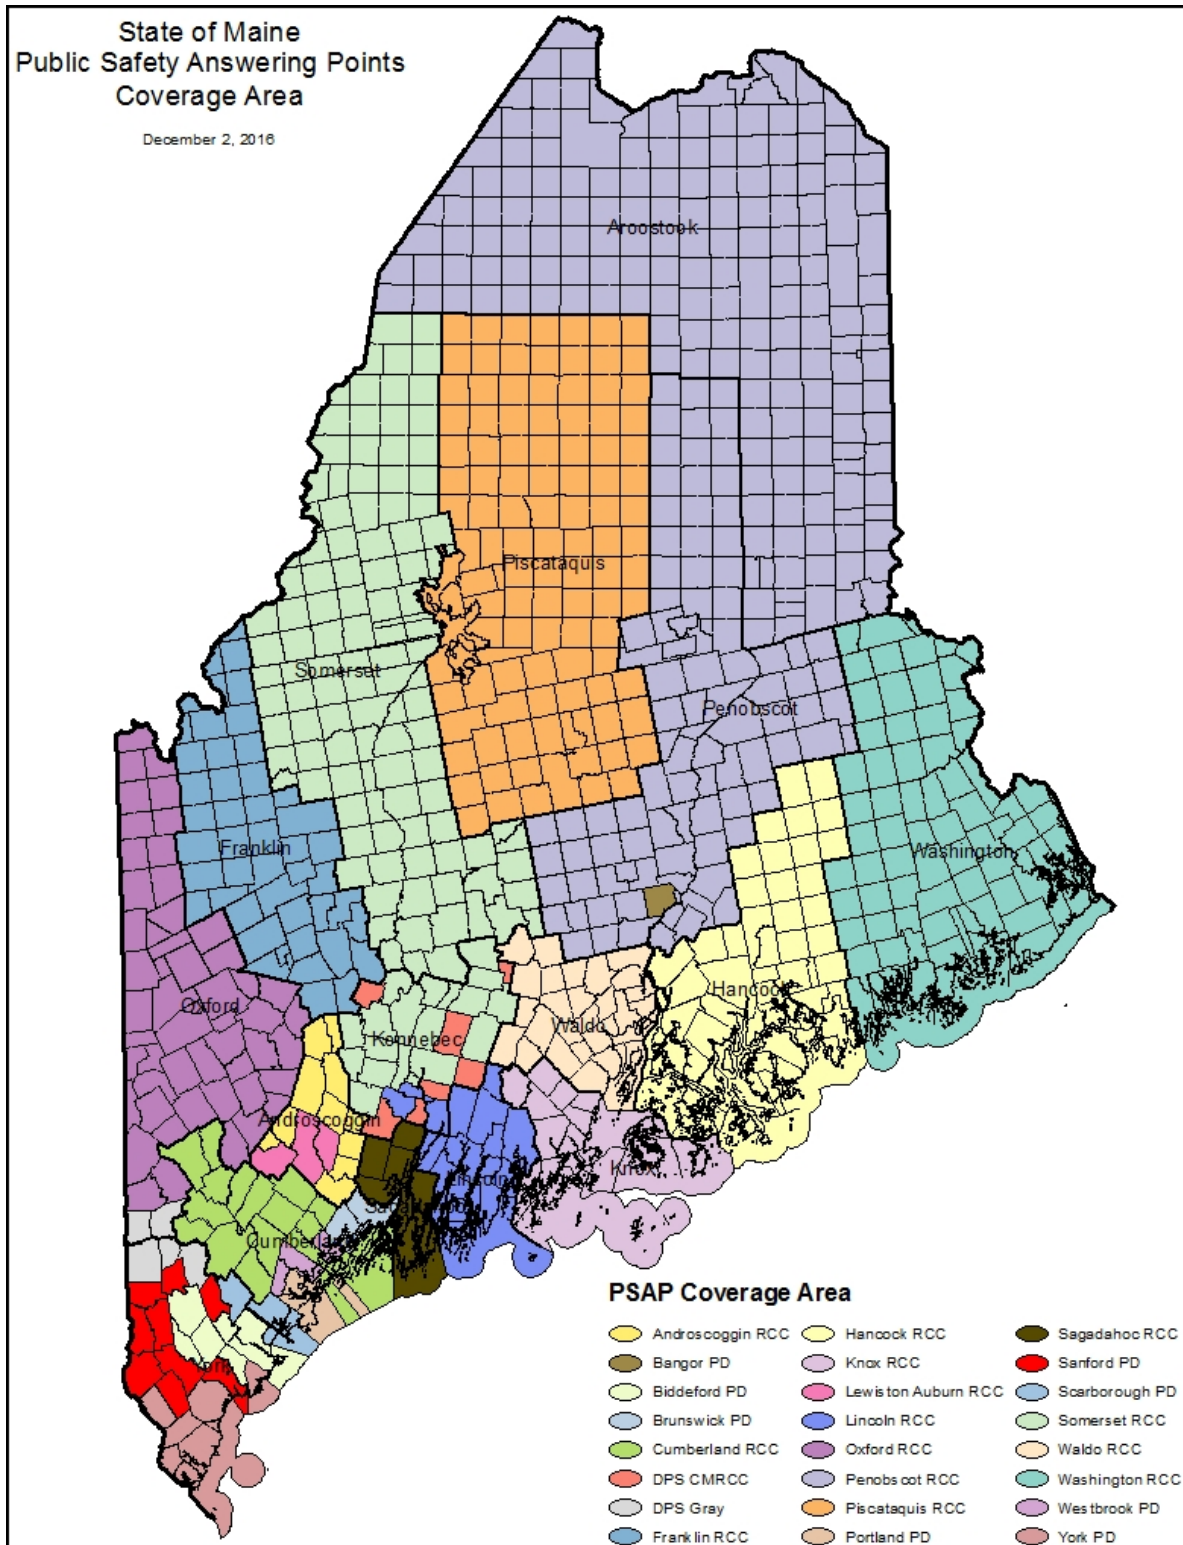 State of Maine
Public Safety Answering Points
Coverage Area
December 2, 2016
Aroostook
Piscataquis
Somerset
Penobscot
Franklin
Washington
Oxford
Hancock
Kennebec
Waldo
Androscoggin
Knox
Lincoln
Sagadahoc
Cumberland
York
PSAP Coverage Area
Androscoggin RCC
Bangor PD
Biddeford PD
Brunswick PD
Cumberland RCC
DPS CMRCC
DPS Gray
Franklin RCC
Hancock RCC
Knox RCC
Lewiston Auburn RCC
Lincoln RCC
Oxford RCC
Penobscot RCC
Piscataquis RCC
Portland PD
Sagadahoc RCC
Sanford PD
Scarborough PD
Somerset RCC
Waldo RCC
Washington RCC
Westbrook PD
York PD